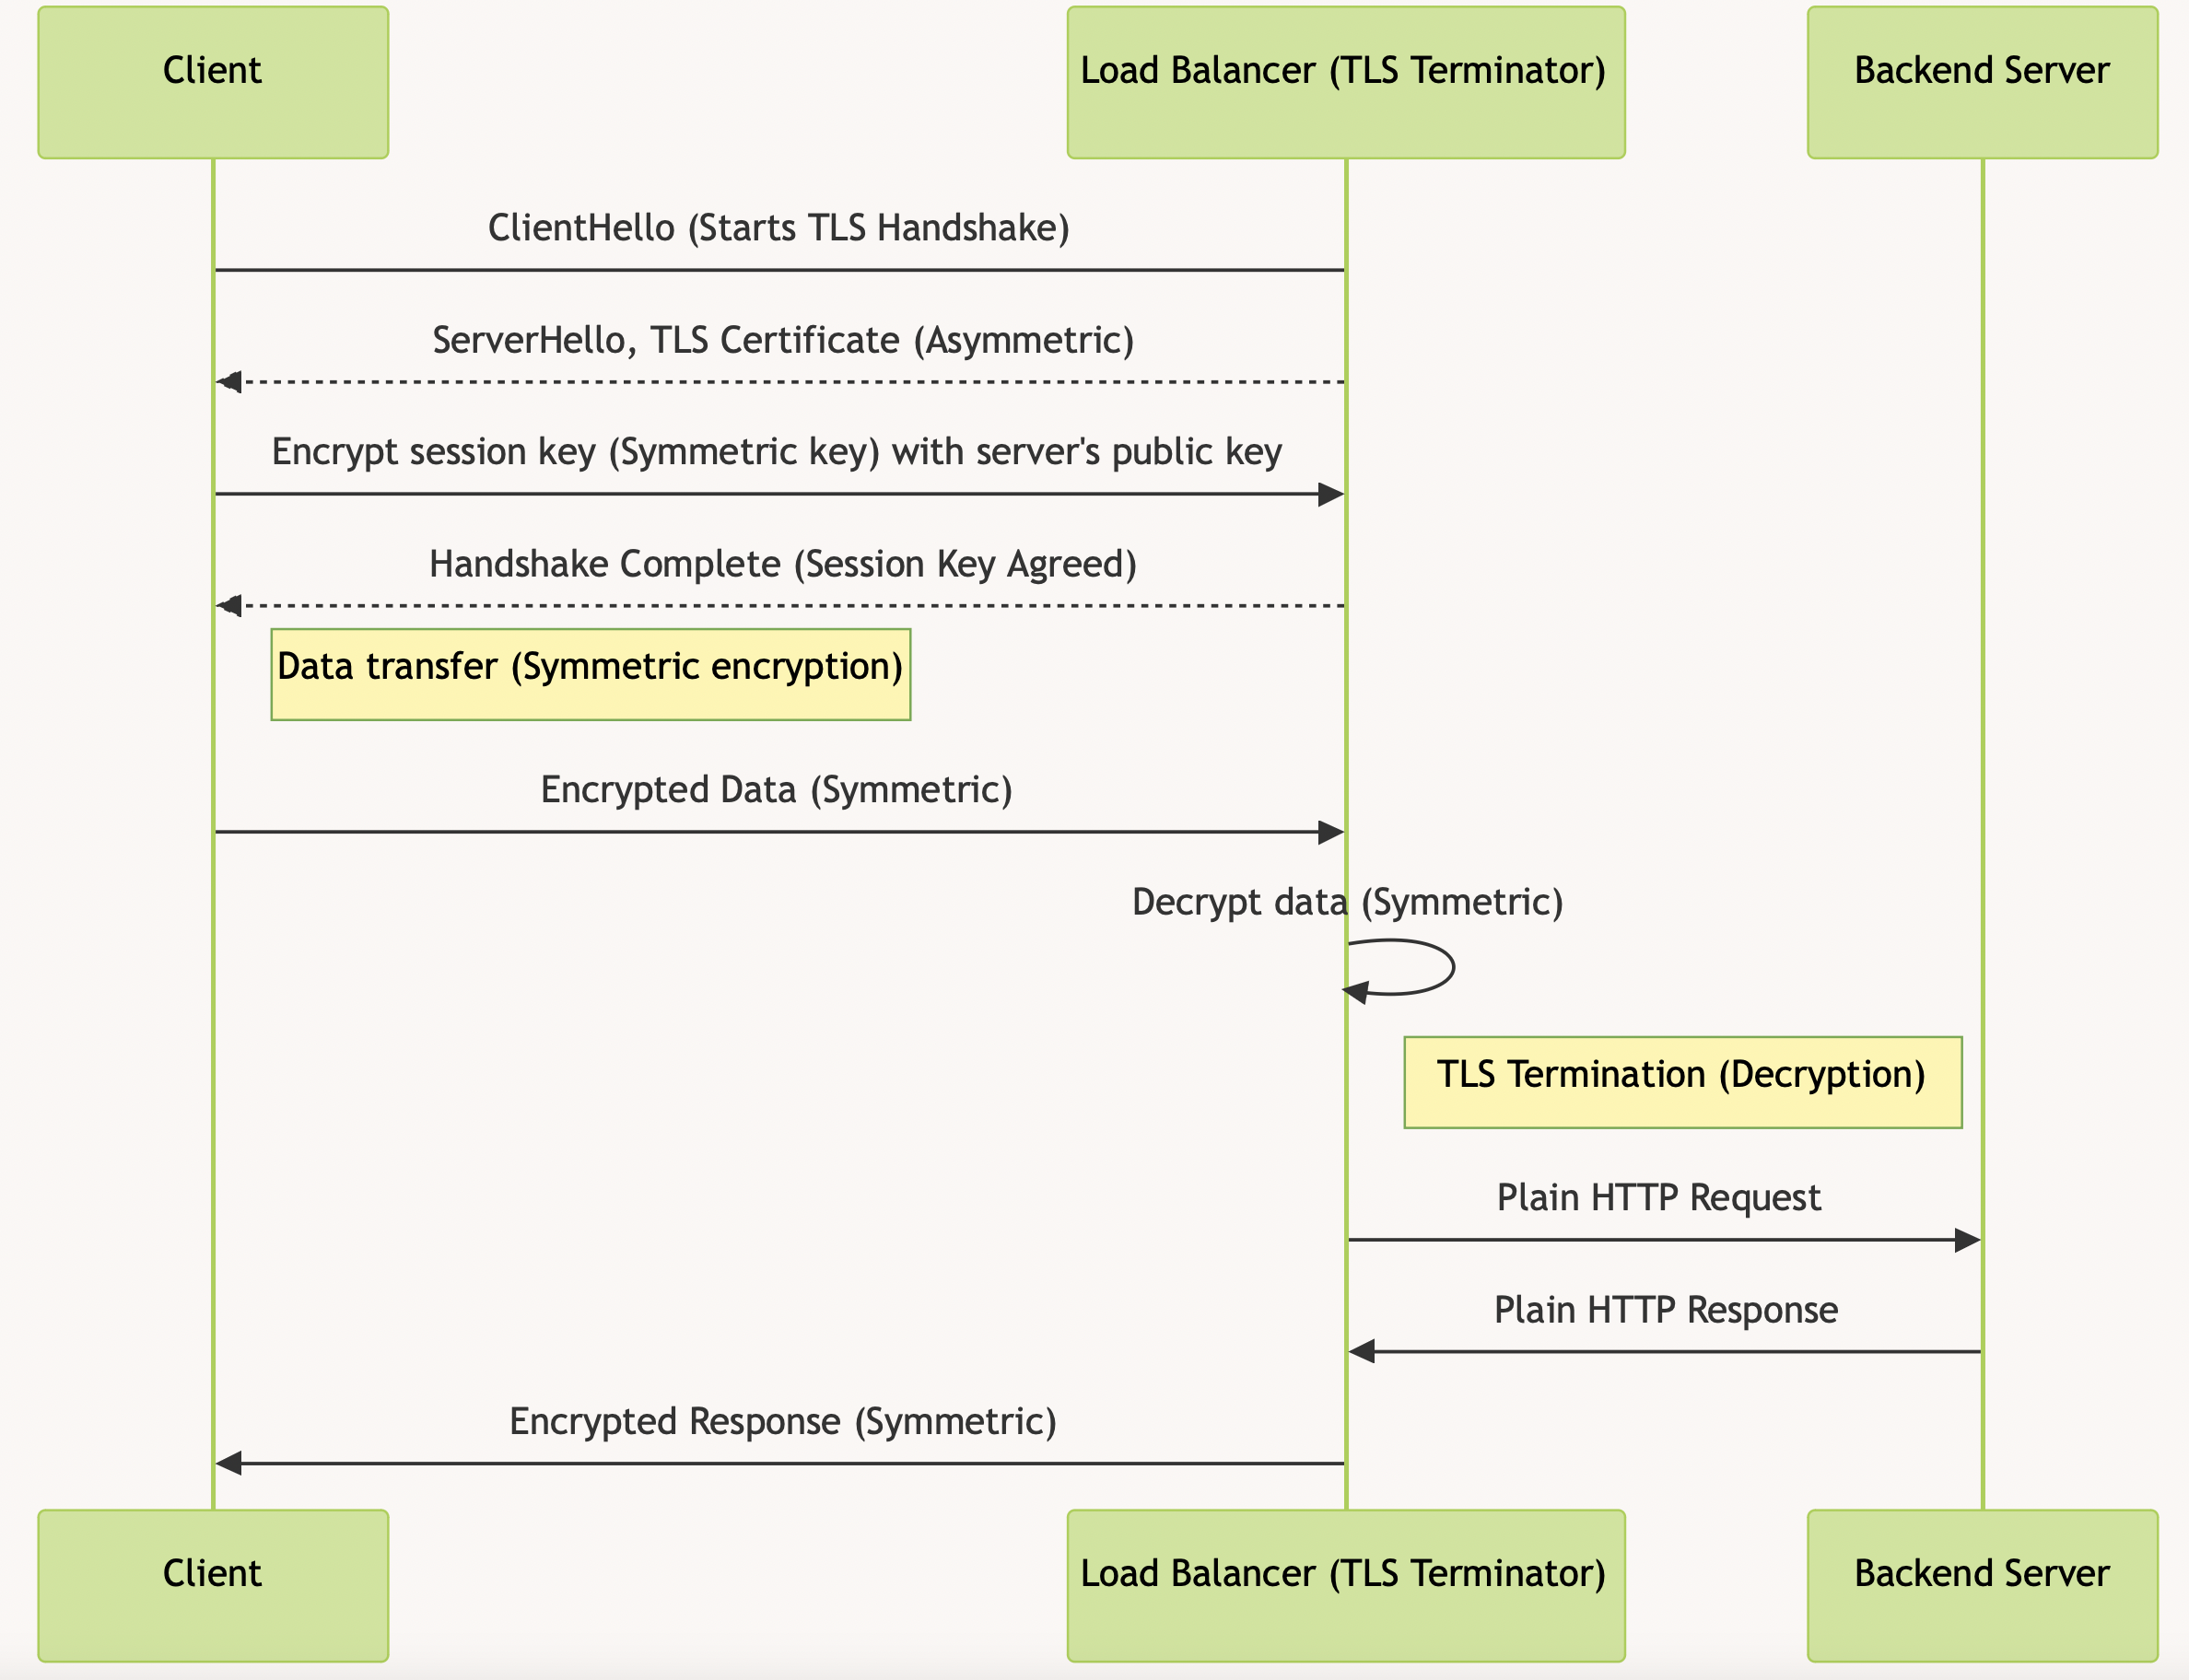 Client
Load Balancer (TLS Terminator)
Backend Server
ClientHello (Starts TLS Handshake)
ServerHello, TLS Certificate (Asymmetric)
Encrypt session key (Symmetric key) with server's public key
Handshake Complete (Session Key Agreed)
Data transfer (Symmetric encryption)
Encrypted Data (Symmetric)
Decrypt data (Symmetric)
TLS Termination (Decryption)
Plain HTTP Request
Plain HTTP Response
Encrypted Response (Symmetric)
Client
Load Balancer (TLS Terminator)
Backend Server